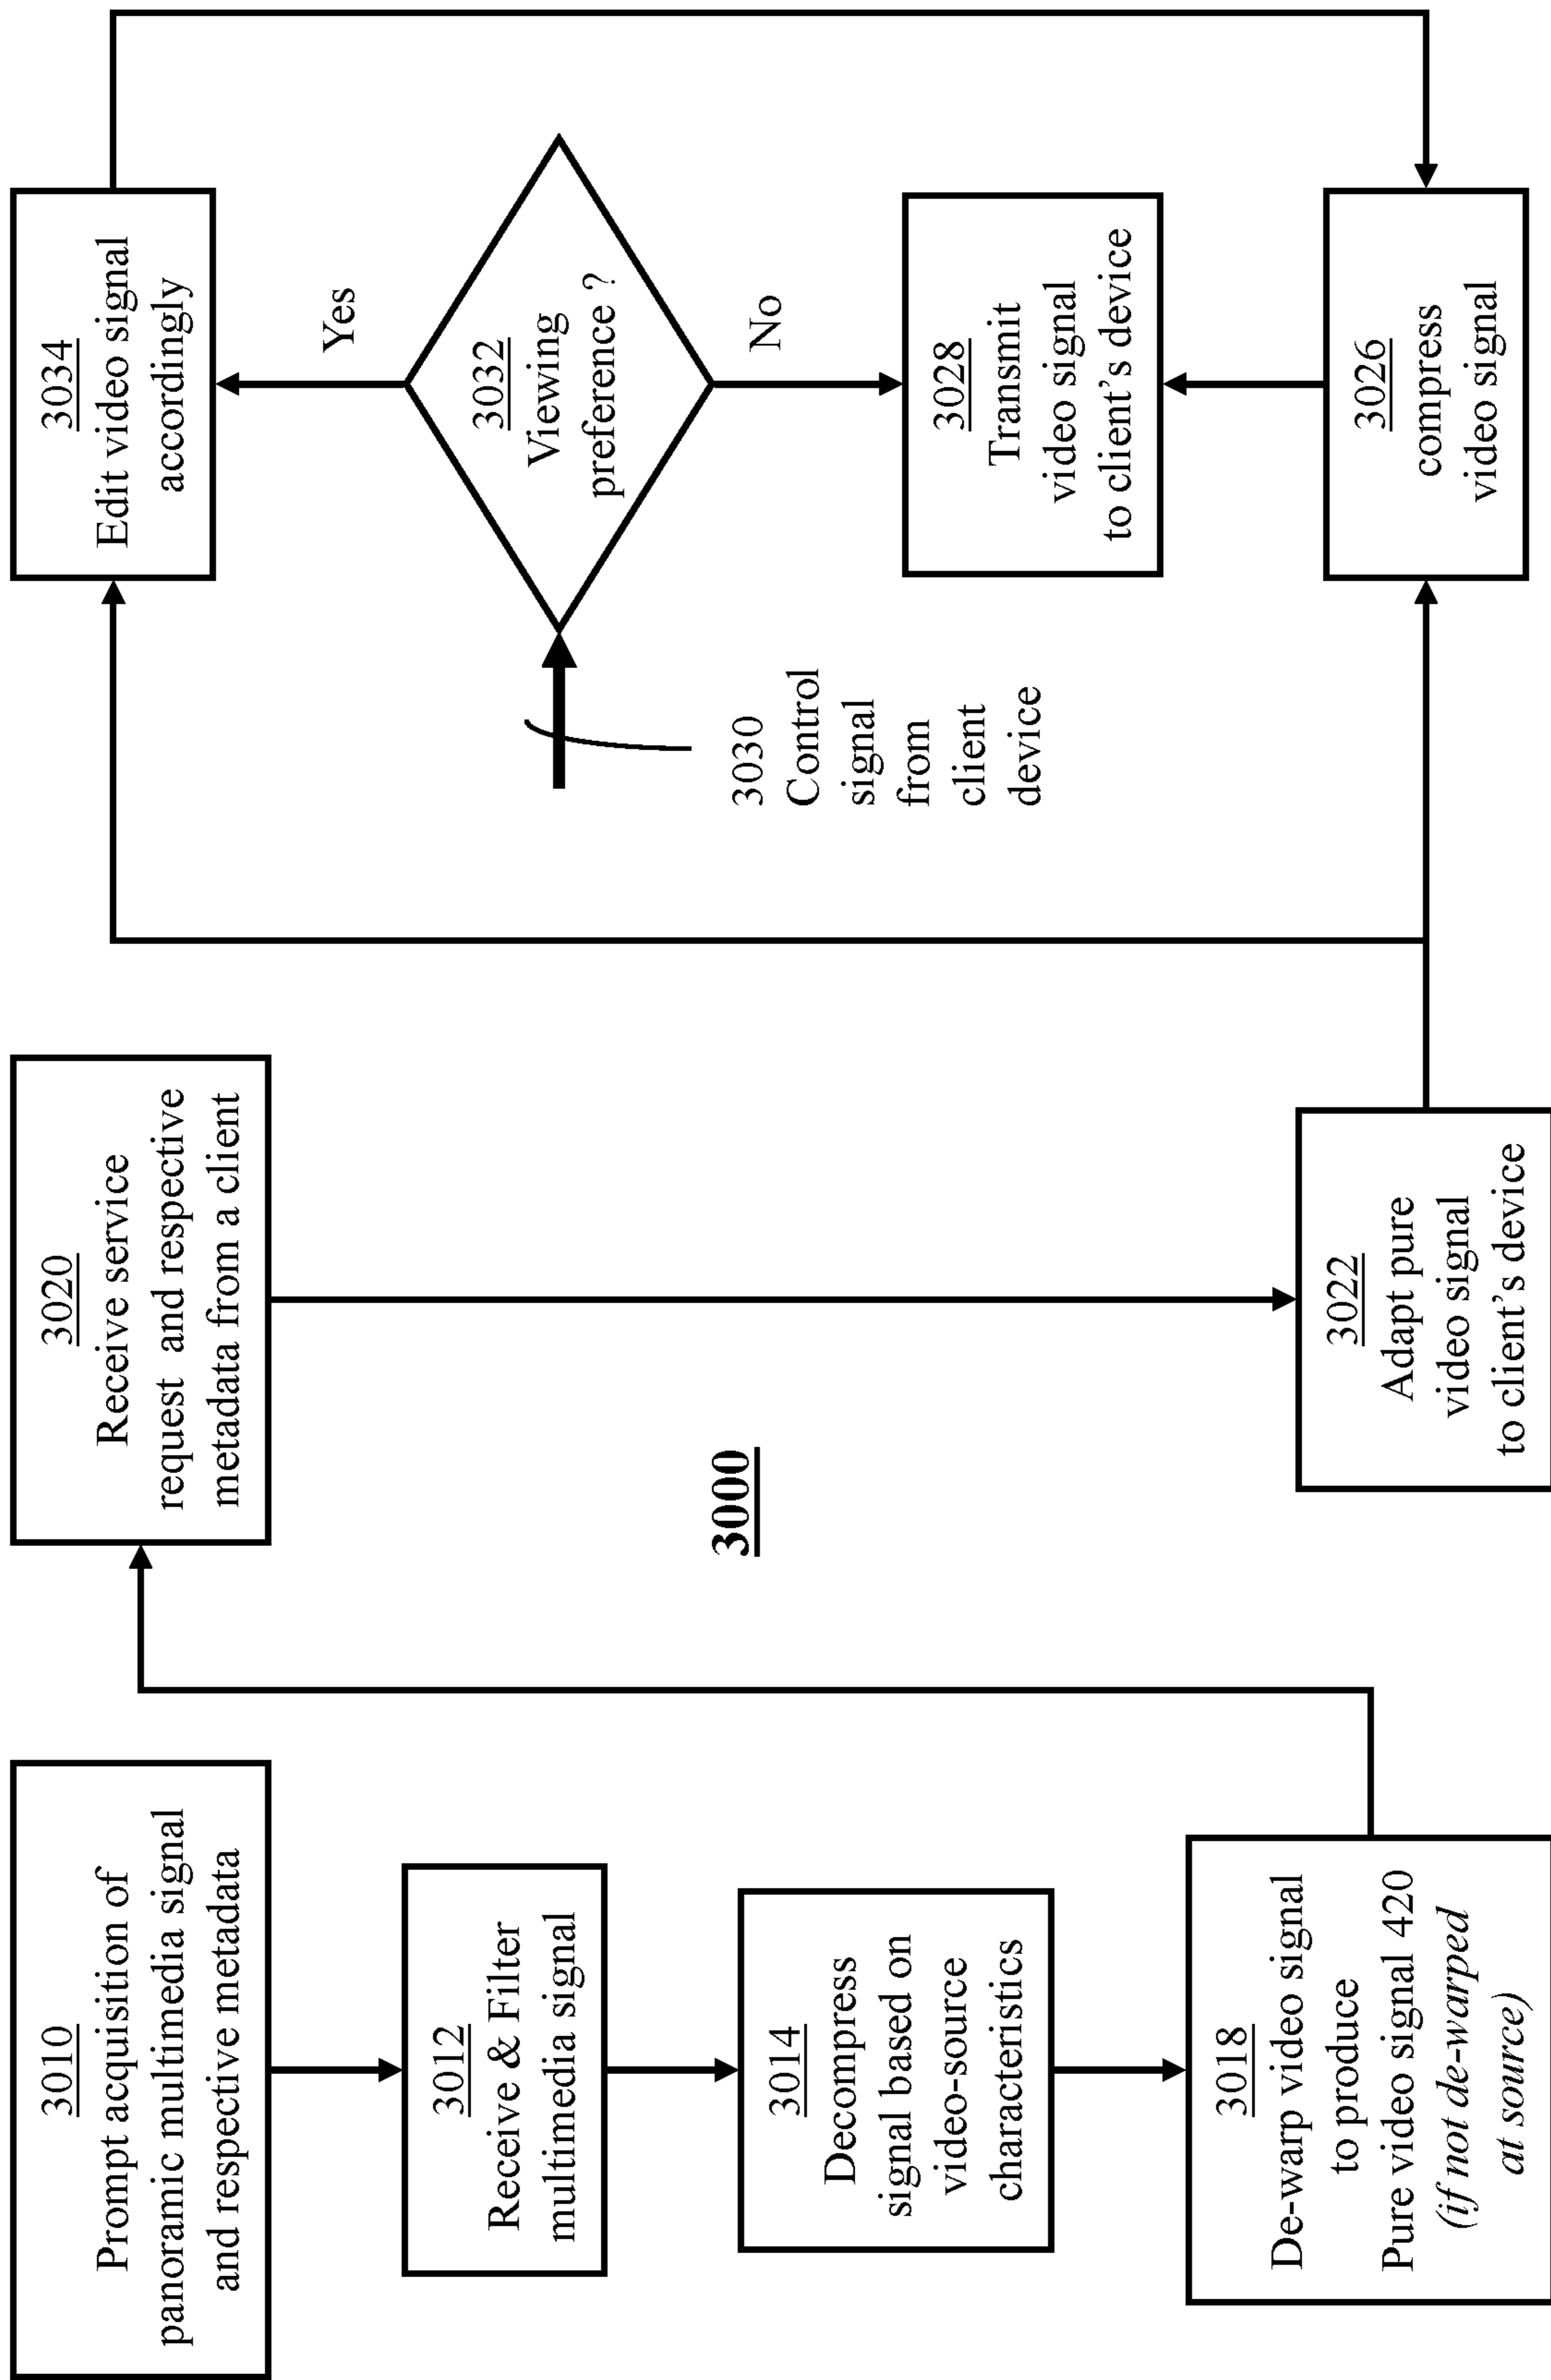 3010
Prompt acquisition of
panoramic multimedia signal
and respective metadata
3012
Receive & Filter
multimedia signal
3014
Decompress
signal based on
video-source
characteristics
3018
De-warp video signal
to produce
Pure video signal 420
(if not de-warped
at source)
3020
Receive service
request and respective
metadata from a client
3000
3022
Adapt pure
video signal
to client's device
3034
Edit video signal
accordingly
Yes
3032
Viewing
preference ?
No
3030
Control
signal
from
client
device
3028
Transmit
video signal
to client's device
3026
compress
video signal